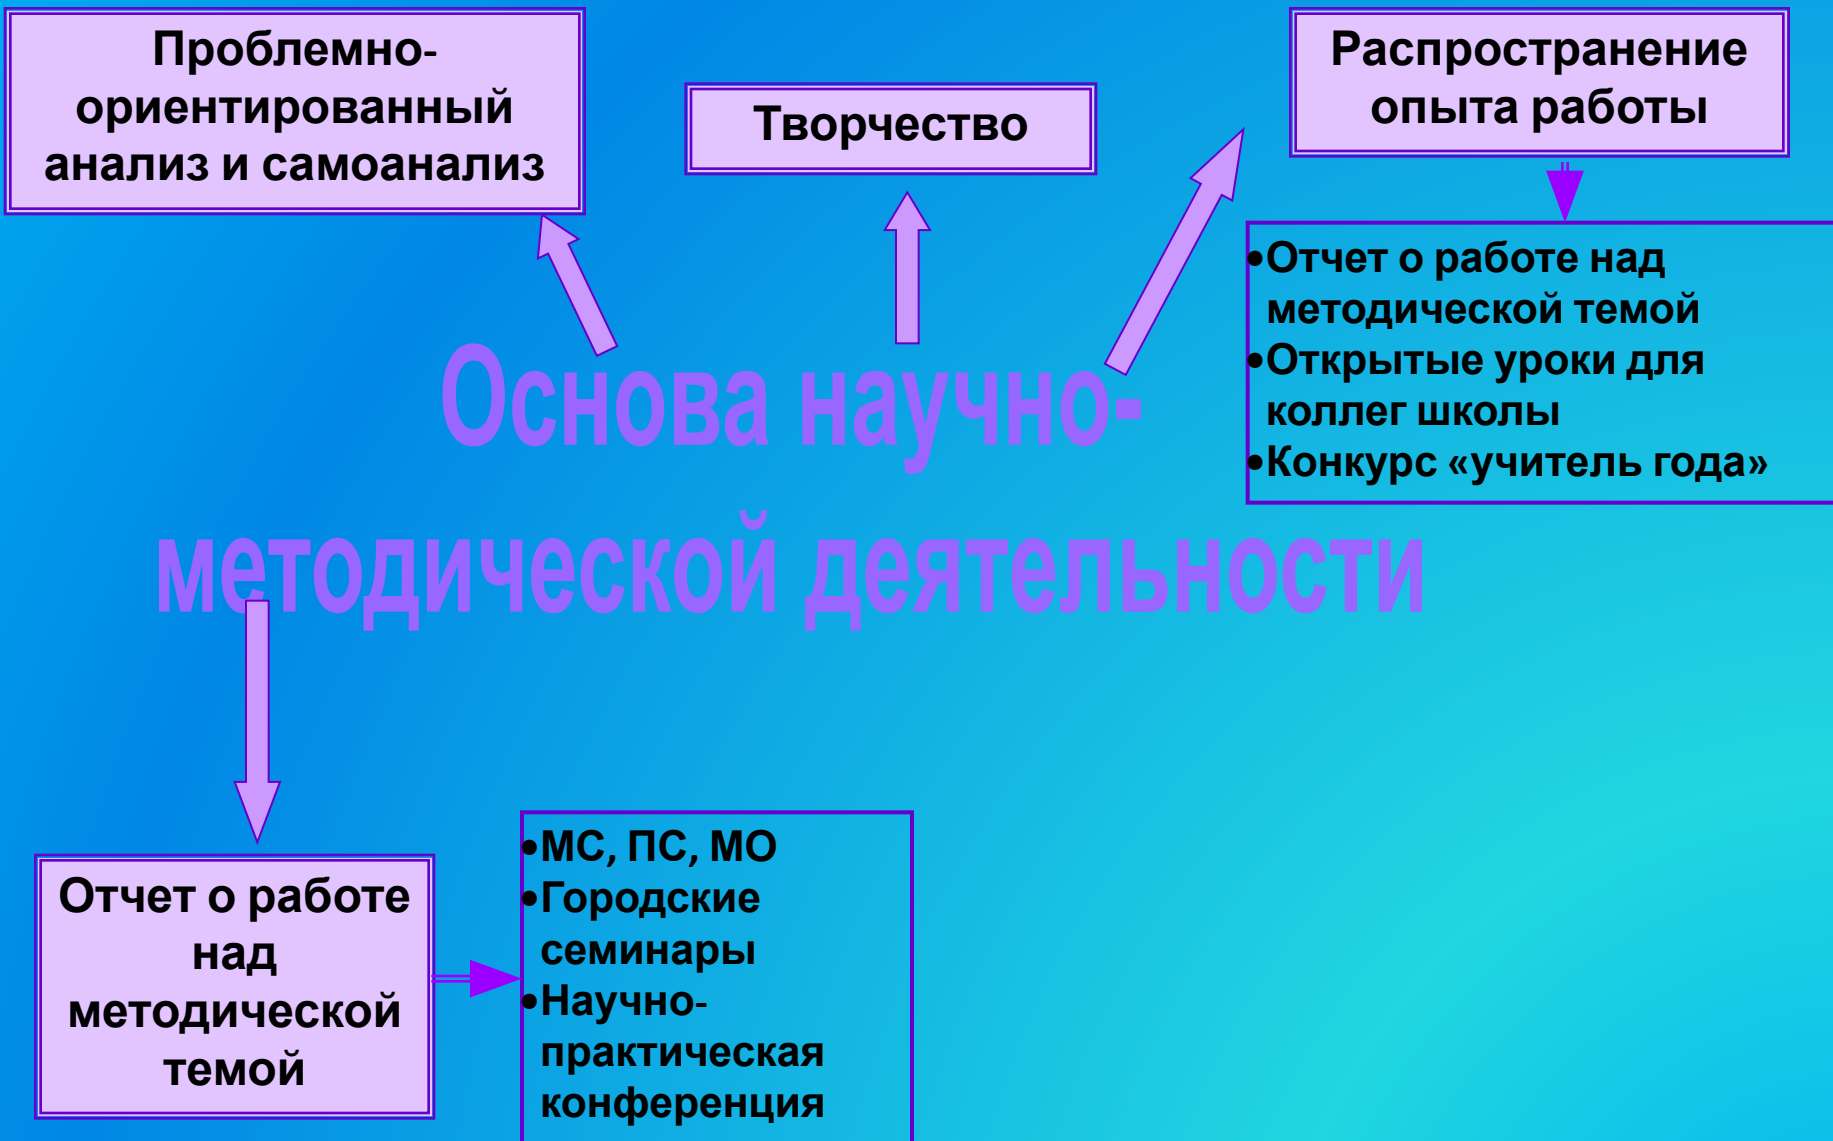 Проблемно-
ориентированный
анализ и самоанализ
Творчество
Распространение
опыта работы
•Отчет о работе над
методической темой
•Открытые уроки для
коллег школы
•Конкурс «учитель года»
Основа научно-
методической деятельности
Отчет о работе
над
методической
темой
•МС, ПС, МО
•Городские
семинары
•Научно-
практическая
конференция